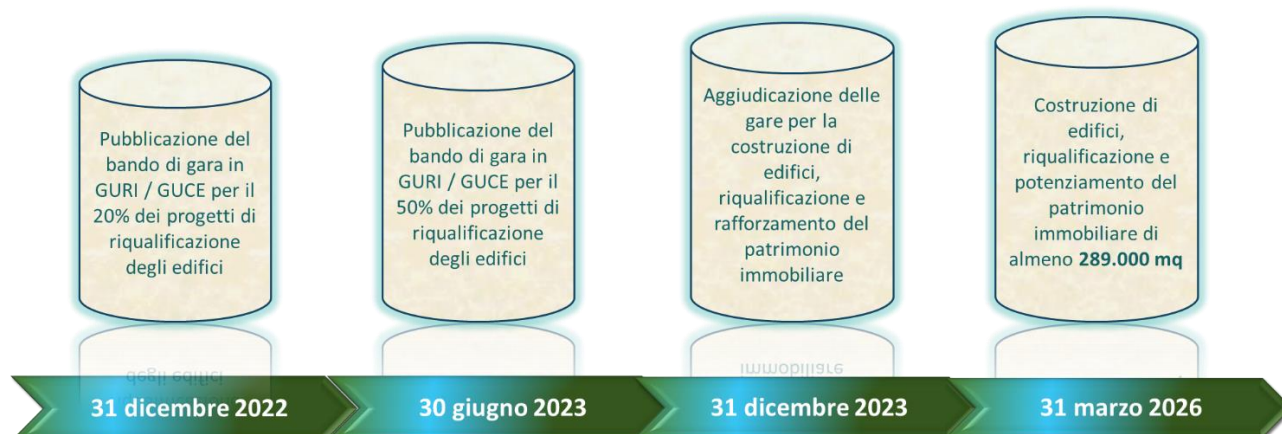 Pubblicazione del
bando di gara in
GURI / GUCE per il
20% dei progetti di
riqualificazione
degli edifici
Pubblicazione del
bando di gara in
GURI / GUCE per il
50% dei progetti di
riqualificazione
degli edifici
Aggiudicazione delle
gare per la
costruzione di
edifici,
riqualificazione e
rafforzamento del
patrimonio
immobiliare
Costruzione di
edifici,
riqualificazione e
potenziamento del
patrimonio
immobiliare di
almeno 289.000 mq
31 dicembre 2022
30 giugno 2023
31 dicembre 2023
31 marzo 2026